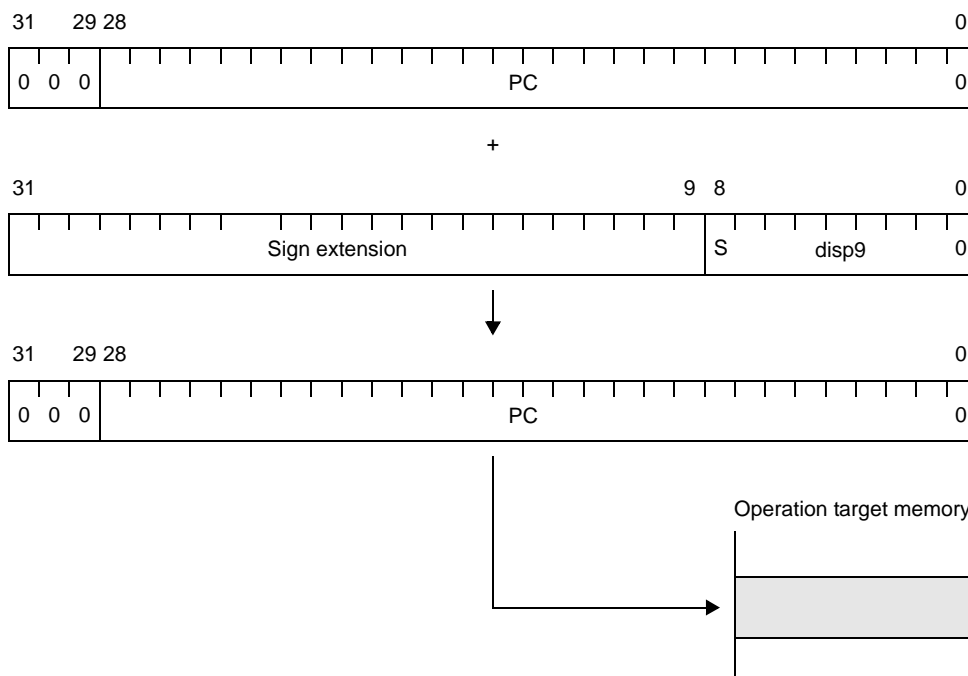 31 29 28 0
0 0 0 PC 0
+
31 9 8 0
Sign extension S disp9 0
31 29 28 0
0 0 0 PC 0
Operation target memory